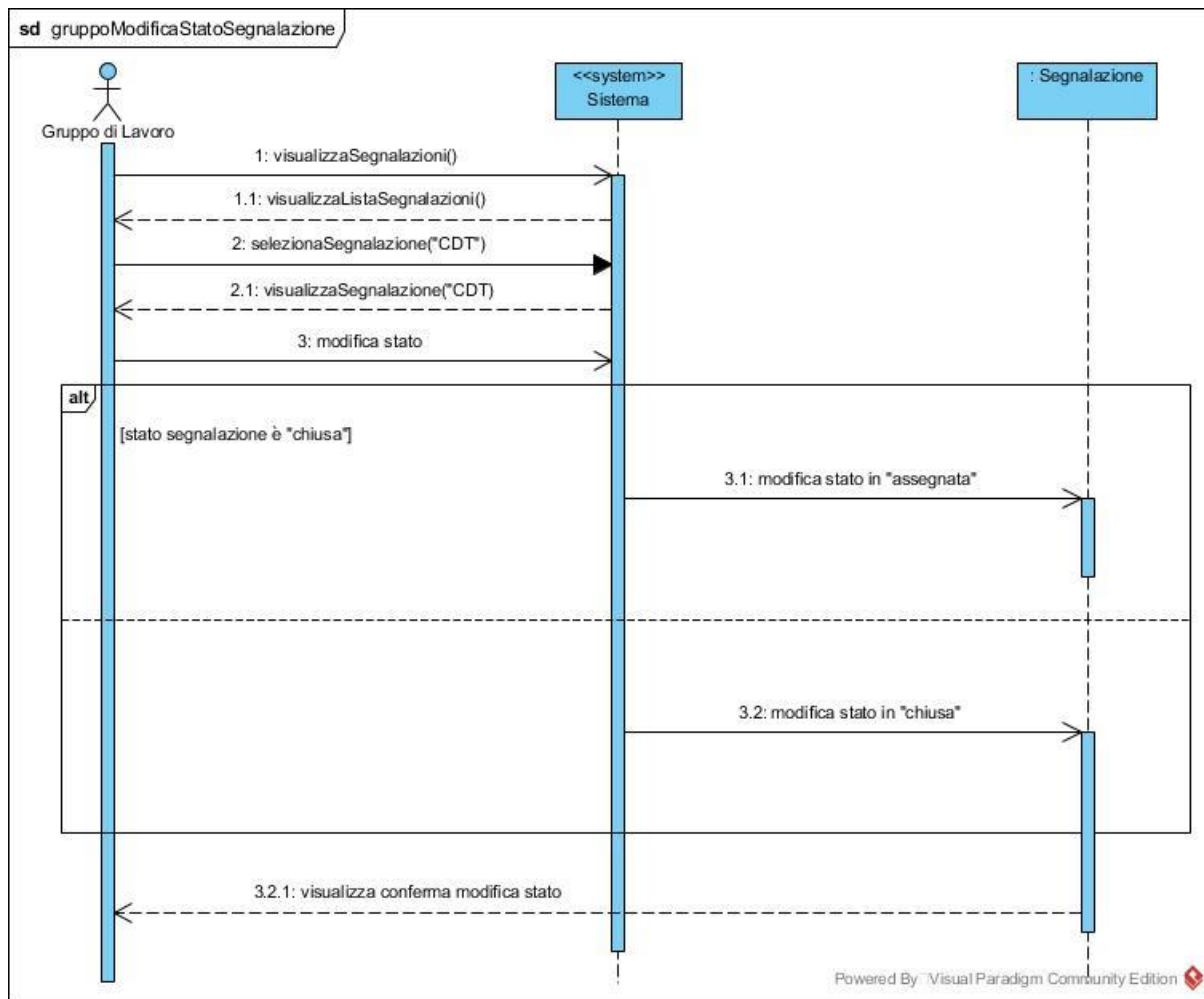 sd gruppoModificaStatoSegnalazione
<<system>>
Sistema
: Segnalazione
Gruppo di Lavoro
1: visualizzaSegnalazioni()
1.1: visualizzaListaSegnalazioni()
2: selezionaSegnalazione("CDT")
2.1: visualizzaSegnalazione("CDT)
3: modifica stato
alt
[stato segnalazione è "chiusa"]
3.1: modifica stato in "assegnata"
3.2: modifica stato in "chiusa"
3.2.1: visualizza conferma modifica stato
Powered By Visual Paradigm Community Edition